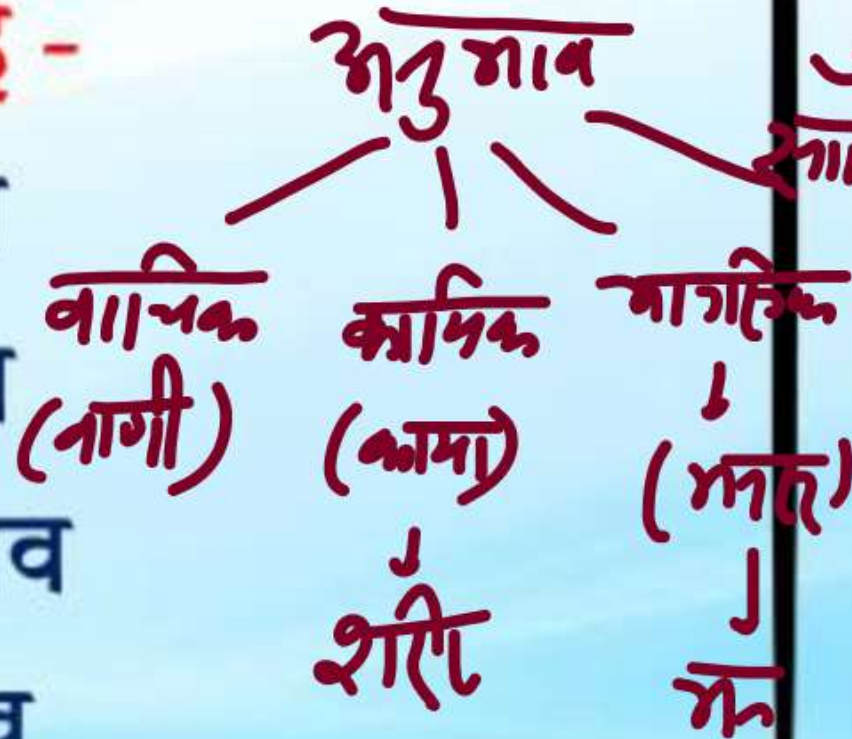 अनुभाव
वाचिक कायिक मानसिक
(वाणी) (काया)
शरीर मन
व